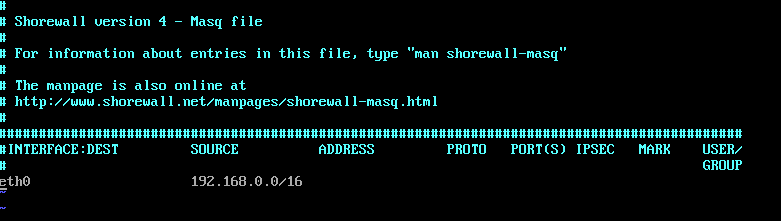 #
# Shorewall version 4 - Masq file
#
# For information about entries in this file, type "man shorewall-masq"
#
# The manpage is also online at
# http://www.shorewall.net/manpages/shorewall-masq.html
#
#############################################################################################
#INTERFACE:DEST SOURCE ADDRESS PROTO PORT(S) IPSEC MARK USER/
# GROUP
eth0 192.168.0.0/16
~
~